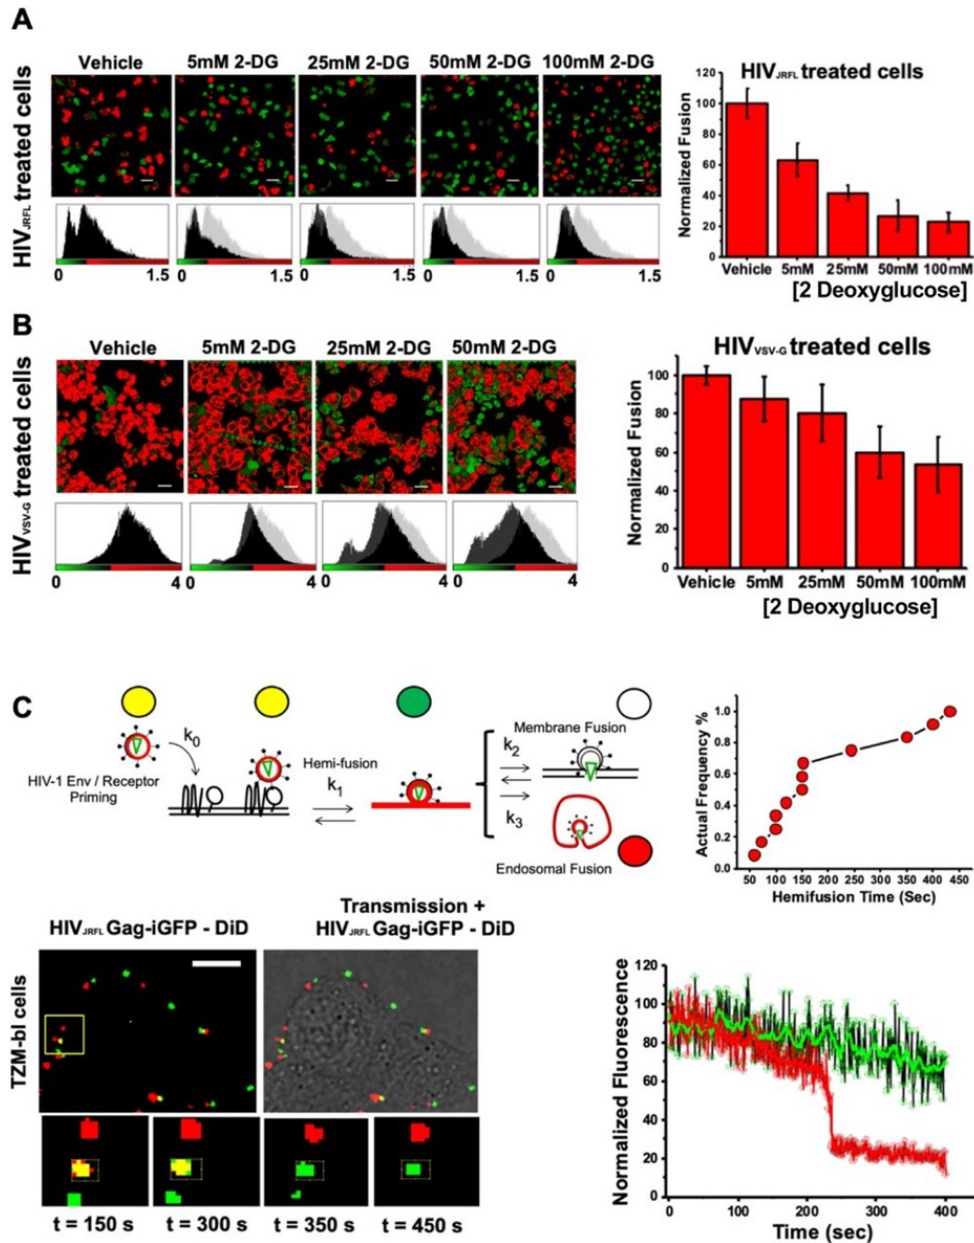 A
Vehicle 5mM 2-DG 25mM 2-DG 50mM 2-DG 100mM 2-DG
HIVJRFL treated cells
0 1.5 0 1.5 0 1.5 0 1.5 0 1.5
HIVJRFL treated cells
Normalized Fusion
120
100
80
60
40
20
0
Vehicle 5mM 25mM 50mM 100mM
[2 Deoxyglucose]
B
Vehicle 5mM 2-DG 25mM 2-DG 50mM 2-DG
HIVVSV-G treated cells
0 4 0 4 0 4 0 4
HIVVSV-G treated cells
Normalized Fusion
100
80
60
40
20
0
Vehicle 5mM 25mM 50mM 100mM
[2 Deoxyglucose]
C
HIV-1 Env / Receptor
Priming
k0
Hemi-fusion
k1
Membrane Fusion
k2
k3
Endosomal Fusion
Actual Frequency %
1.0
0.8
0.6
0.4
0.2
0.0
50 100 150 200 250 300 350 400 450
Hemifusion Time (Sec)
HIVJRFL Gag-iGFP - DiD
Transmission +
HIVJRFL Gag-iGFP - DiD
TZM-bl cells
t = 150 s t = 300 s t = 350 s t = 450 s
Normalized Fluorescence
120
100
80
60
40
20
0
0 100 200 300 400
Time (sec)